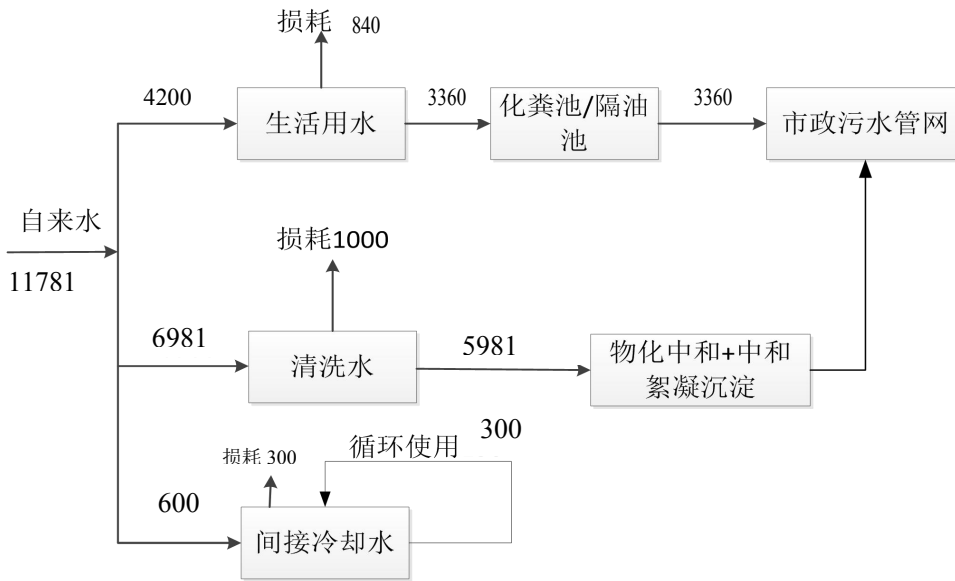 损耗 840
4200
生活用水
3360
化粪池/隔油
池
3360
市政污水管网
自来水
11781
损耗1000
6981
清洗水
5981
物化中和+中和
絮凝沉淀
损耗 300
循环使用
300
600
间接冷却水